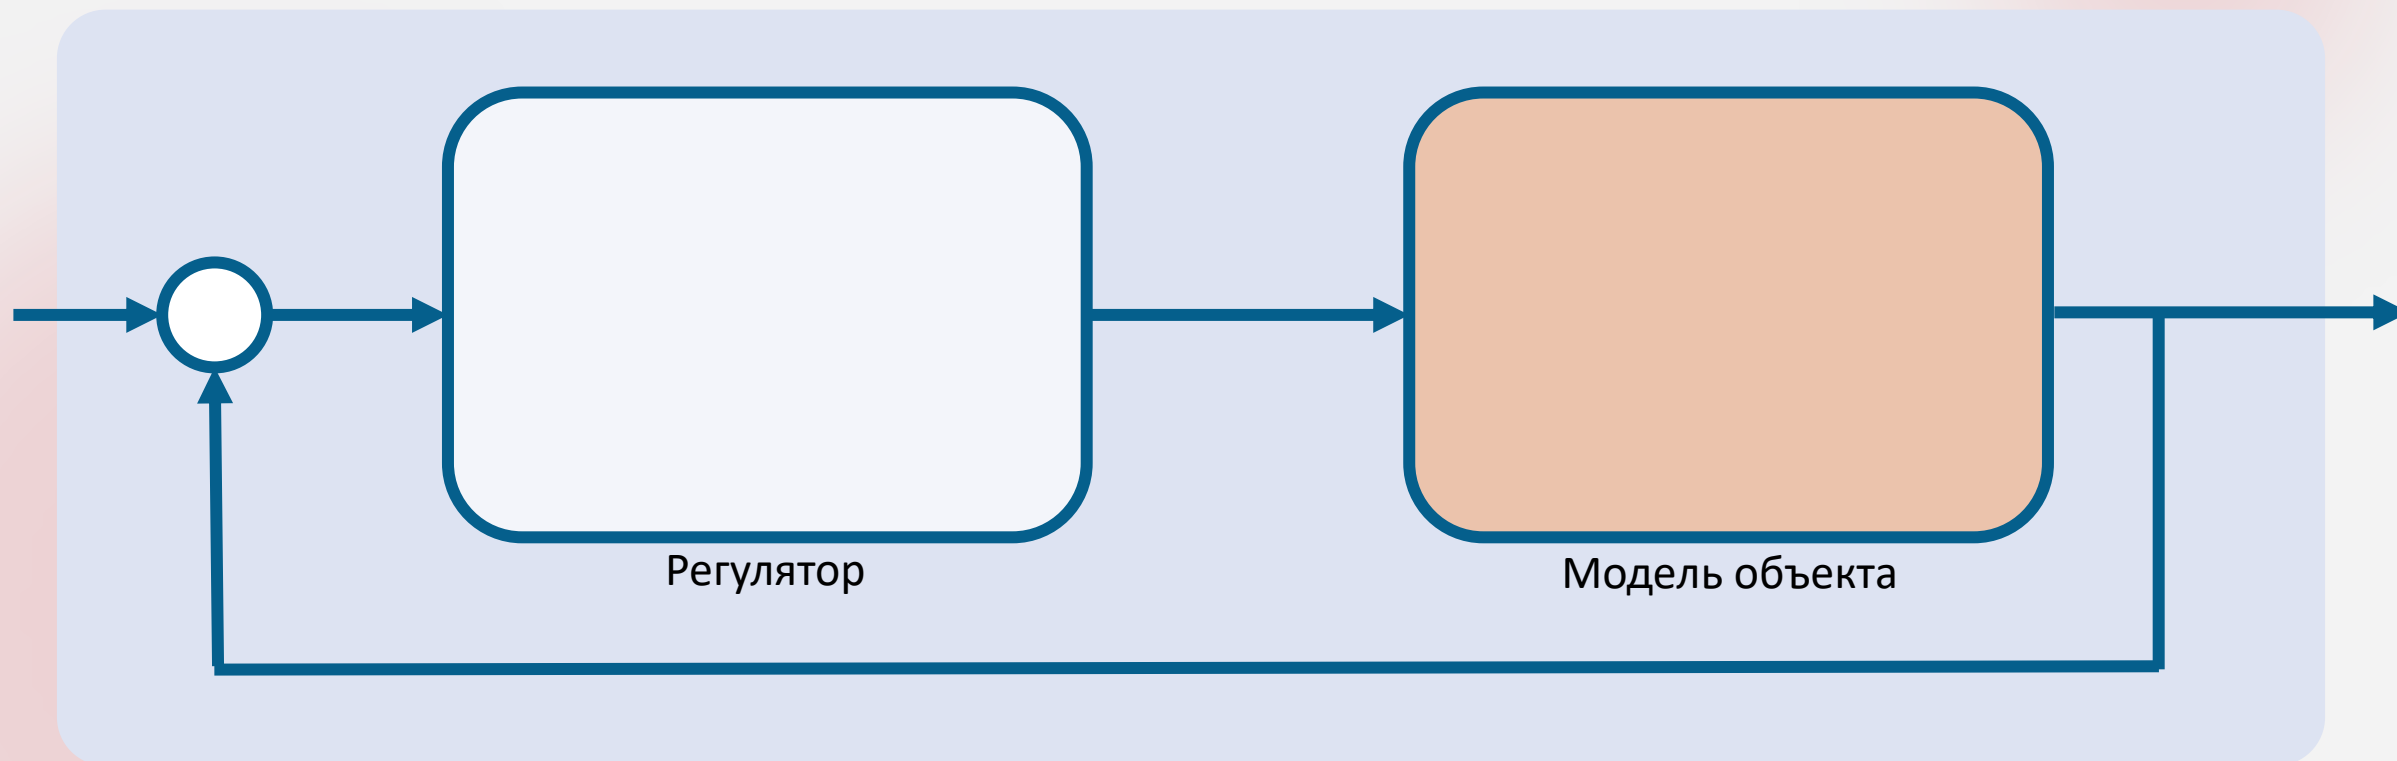 Регулятор
Модель объекта